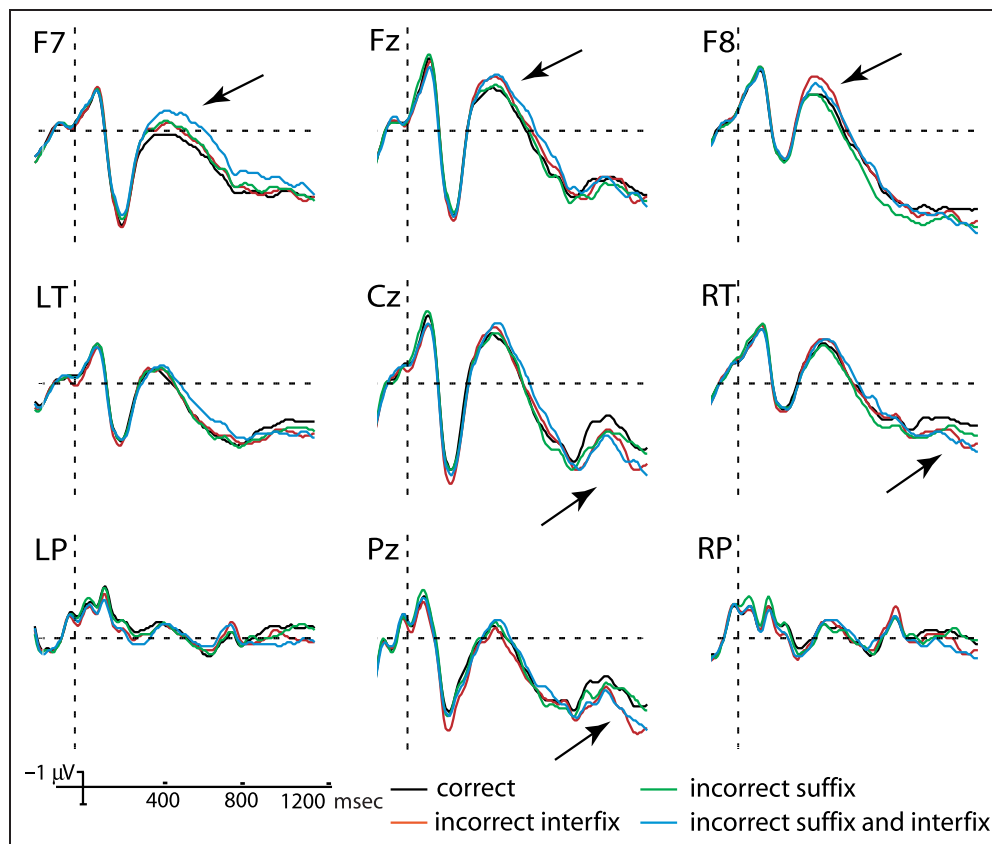 F7 Fz F8
LT Cz RT
LP Pz RP
−1 μV
400 800 1200 msec
correct incorrect suffix
incorrect interfix incorrect suffix and interfix